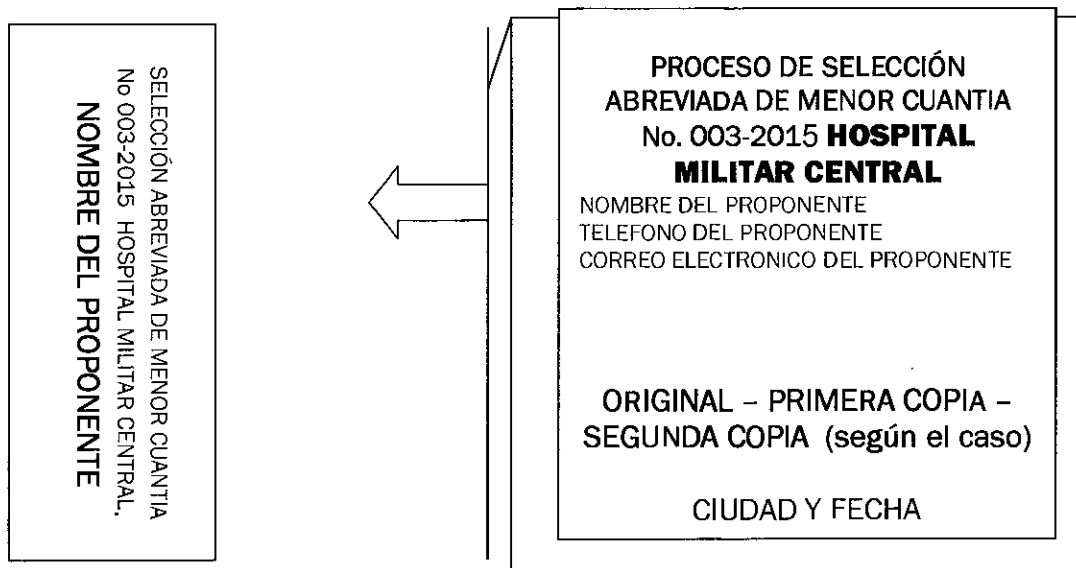 SELECCIÓN ABREVIADA DE MENOR CUANTIA
No 003-2015 HOSPITAL MILITAR CENTRAL,
NOMBRE DEL PROPONENTE
PROCESO DE SELECCIÓN
ABREVIADA DE MENOR CUANTIA
No. 003-2015 HOSPITAL
MILITAR CENTRAL
NOMBRE DEL PROPONENTE
TELEFONO DEL PROPONENTE
CORREO ELECTRONICO DEL PROPONENTE
ORIGINAL – PRIMERA COPIA –
SEGUNDA COPIA (según el caso)
CIUDAD Y FECHA